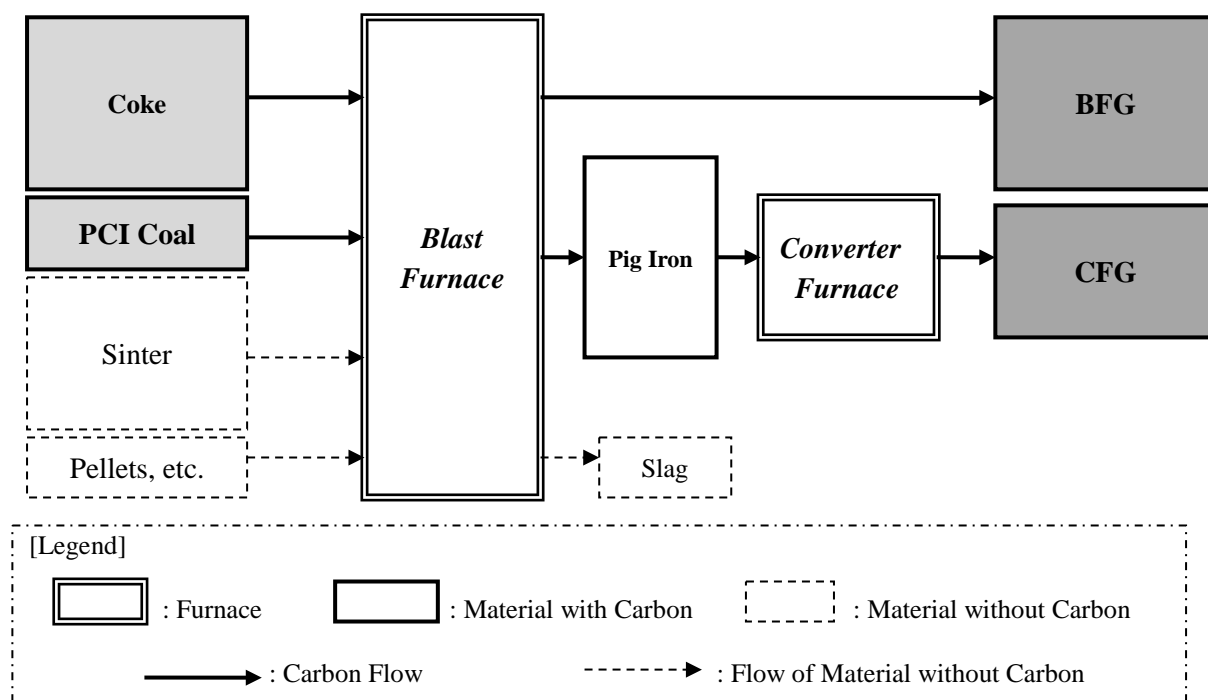 Coke
BFG
PCI Coal
Blast
Furnace
Pig Iron
Converter
Furnace
CFG
Sinter
Pellets, etc.
Slag
[Legend]
: Furnace
: Material with Carbon
: Material without Carbon
: Carbon Flow
: Flow of Material without Carbon